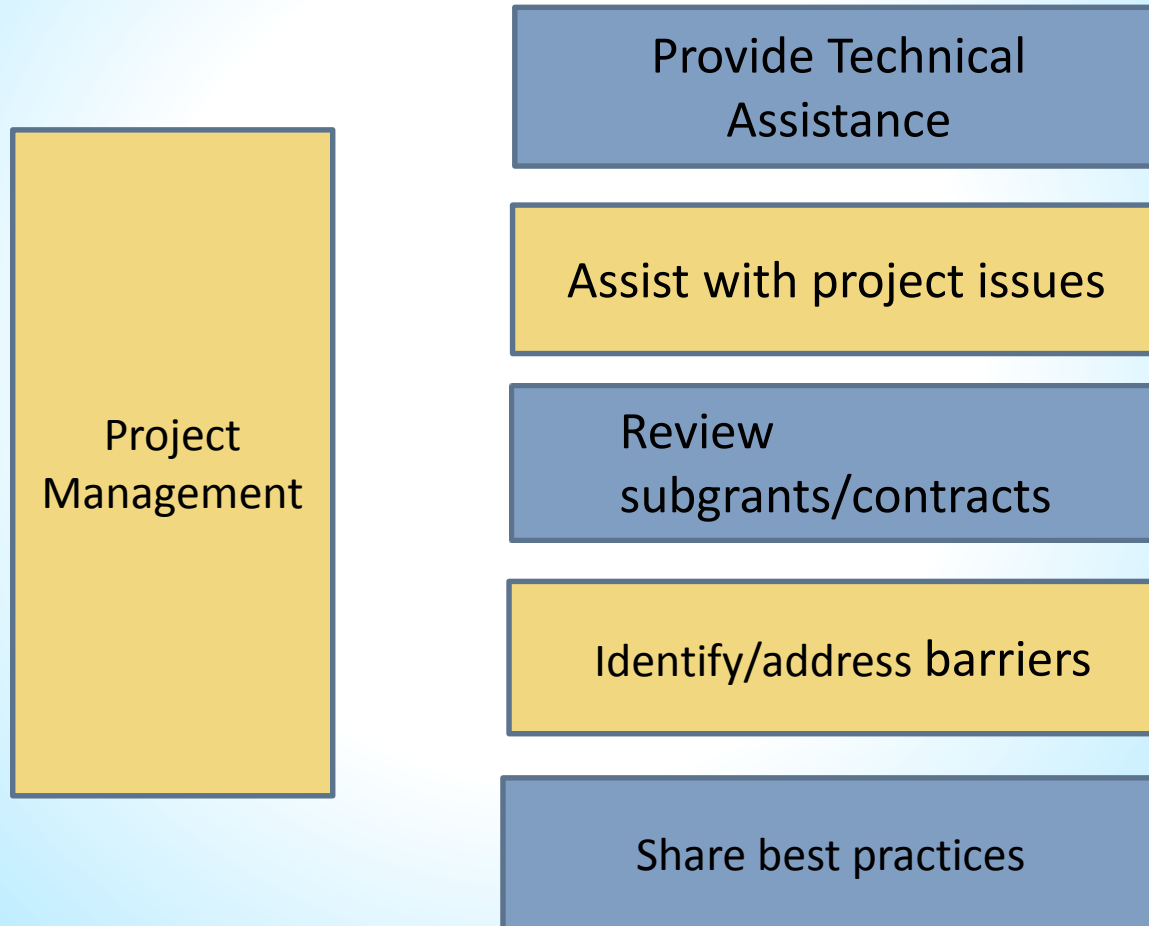 Project
Management
Provide Technical
Assistance
Assist with project issues
Review
subgrants/contracts
Identify/address barriers
Share best practices